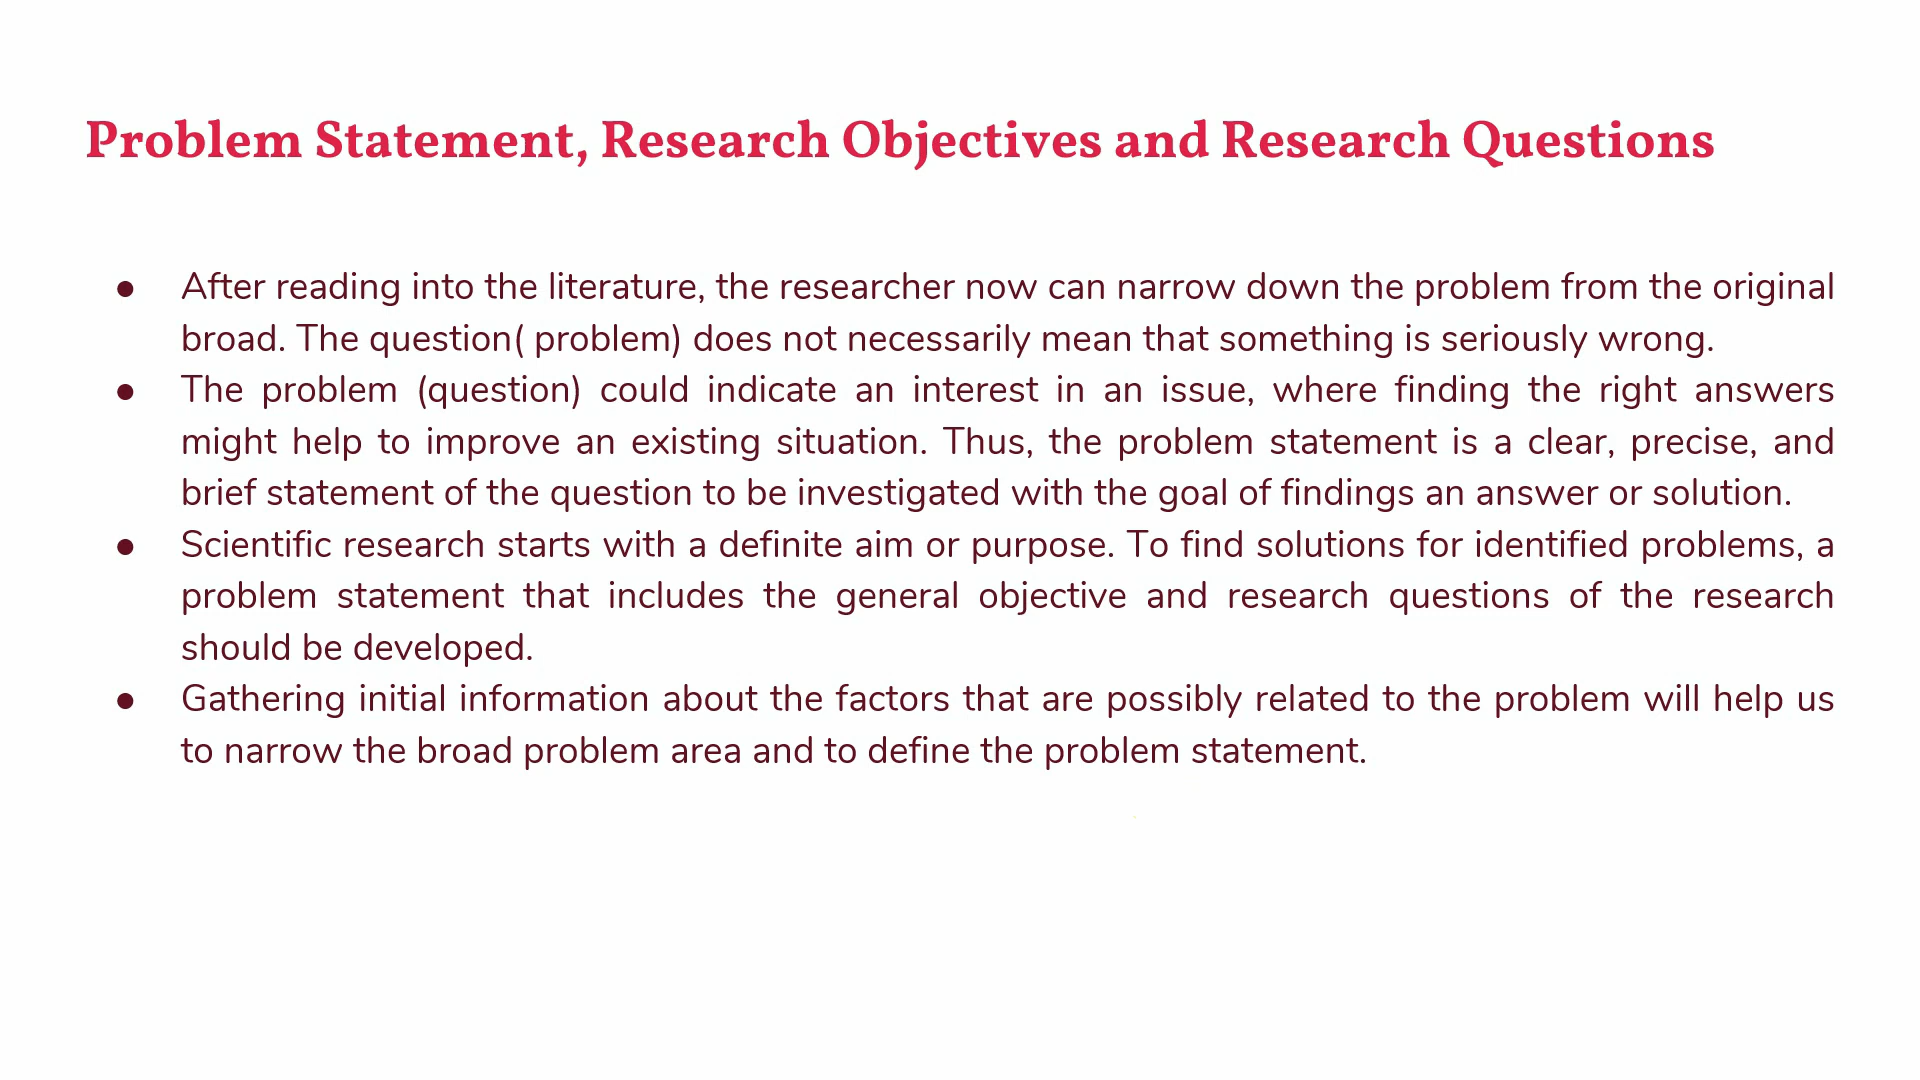 Problem Statement, Research Objectives and Research Questions
● After reading into the literature, the researcher now can narrow down the problem from the original
broad. The question( problem) does not necessarily mean that something is seriously wrong.
● The problem (question) could indicate an interest in an issue, where finding the right answers
might help to improve an existing situation. Thus, the problem statement is a clear, precise, and
brief statement of the question to be investigated with the goal of findings an answer or solution.
● Scientific research starts with a definite aim or purpose. To find solutions for identified problems, a
problem statement that includes the general objective and research questions of the research
should be developed.
● Gathering initial information about the factors that are possibly related to the problem will help us
to narrow the broad problem area and to define the problem statement.